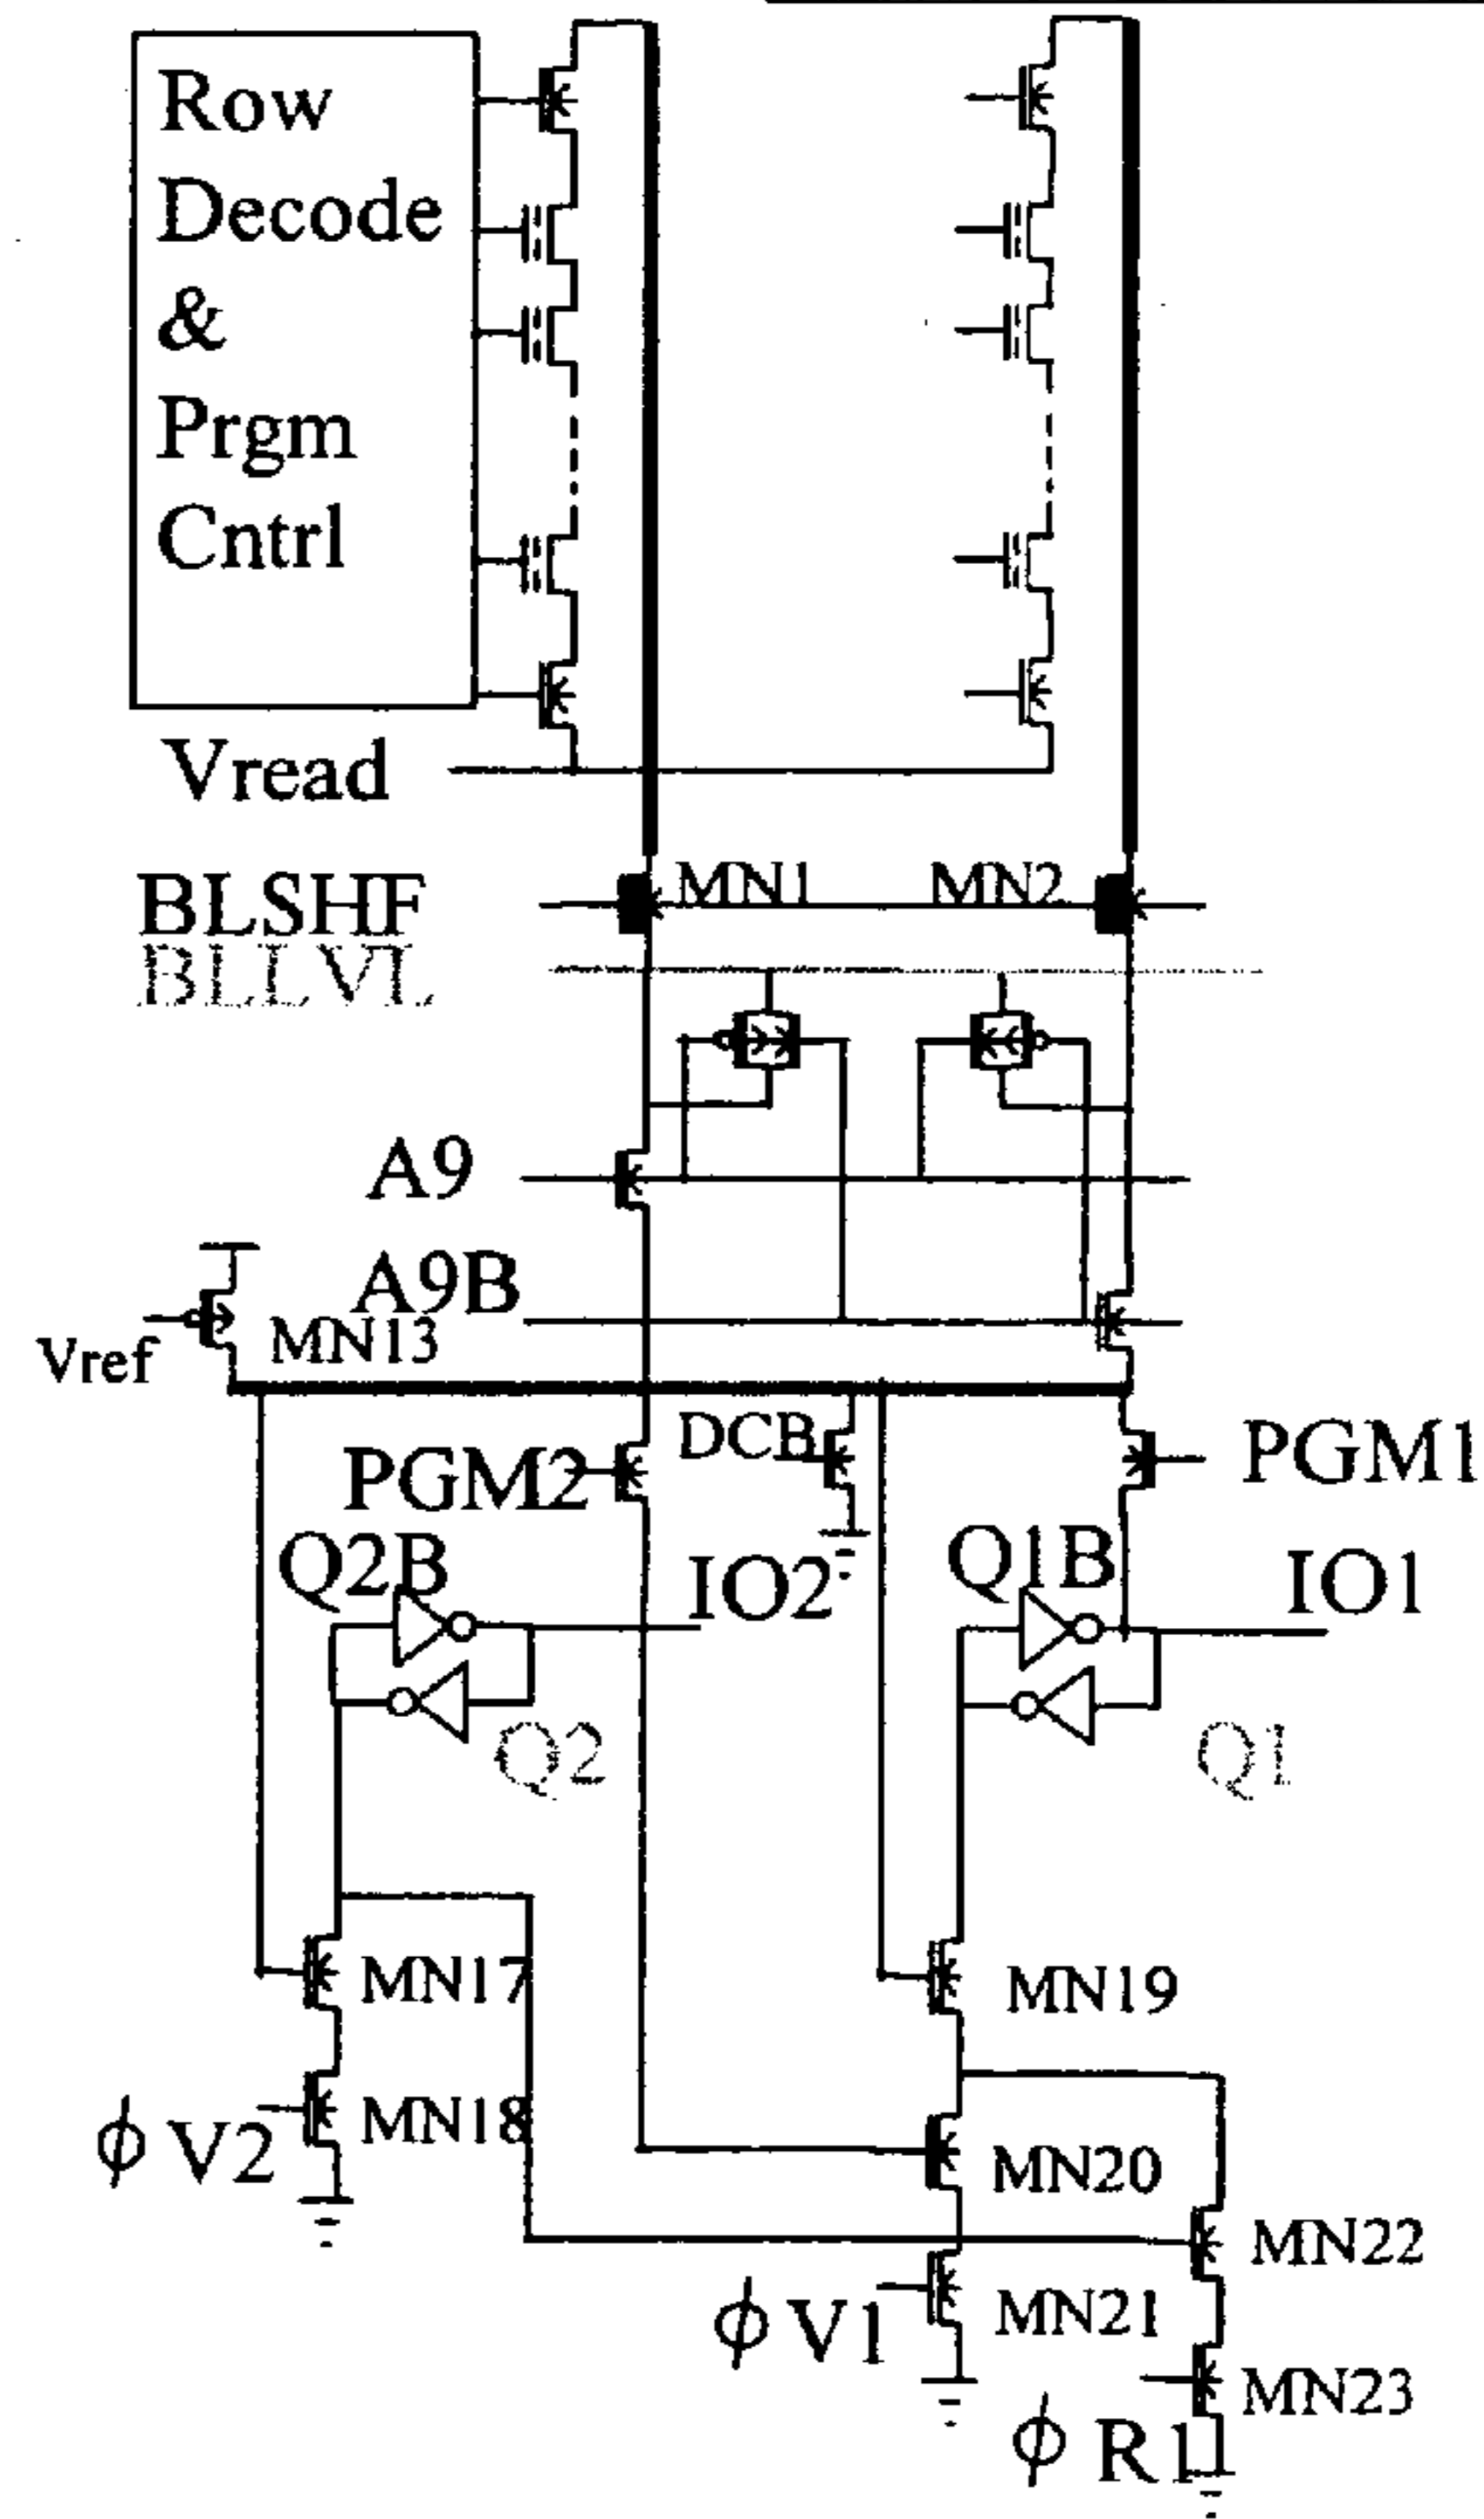 Row
Decode
&
Prgm
Cntrl
Vread
BLSHF
MN1
MN2
BLLVL
A9
A9B
Vref
MN13
PGM2
DCB
PGM1
Q2B
IO2
Q1B
IO1
Q2
Q1
MN17
MN19
ϕ V2
MN18
MN20
MN22
ϕ V1
MN21
MN23
ϕ R1